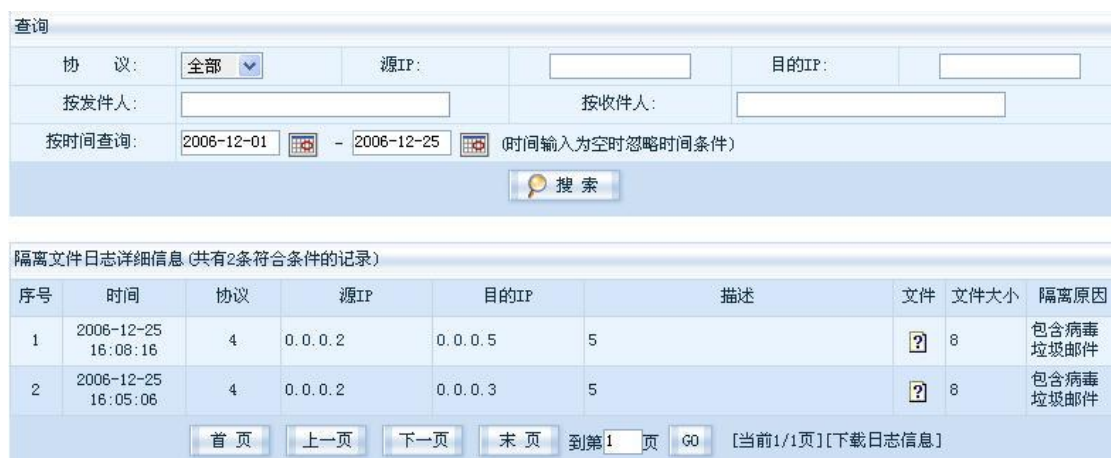 查询
协 议: 全部 源IP: 目的IP:
按发件人: 按收件人:
按时间查询: 2006-12-01 - 2006-12-25 (时间输入为空时忽略时间条件)
搜 索
隔离文件日志详细信息(共有2条符合条件的记录)
序号 时间 协议 源IP 目的IP 描述 文件 文件大小 隔离原因
1 2006-12-25 16:08:16 4 0.0.0.2 0.0.0.5 5 ? 8 包含病毒 垃圾邮件
2 2006-12-25 16:05:06 4 0.0.0.2 0.0.0.3 5 ? 8 包含病毒 垃圾邮件
首 页 上一页 下一页 末 页 到第1 页 GO [当前1/1页][下载日志信息]